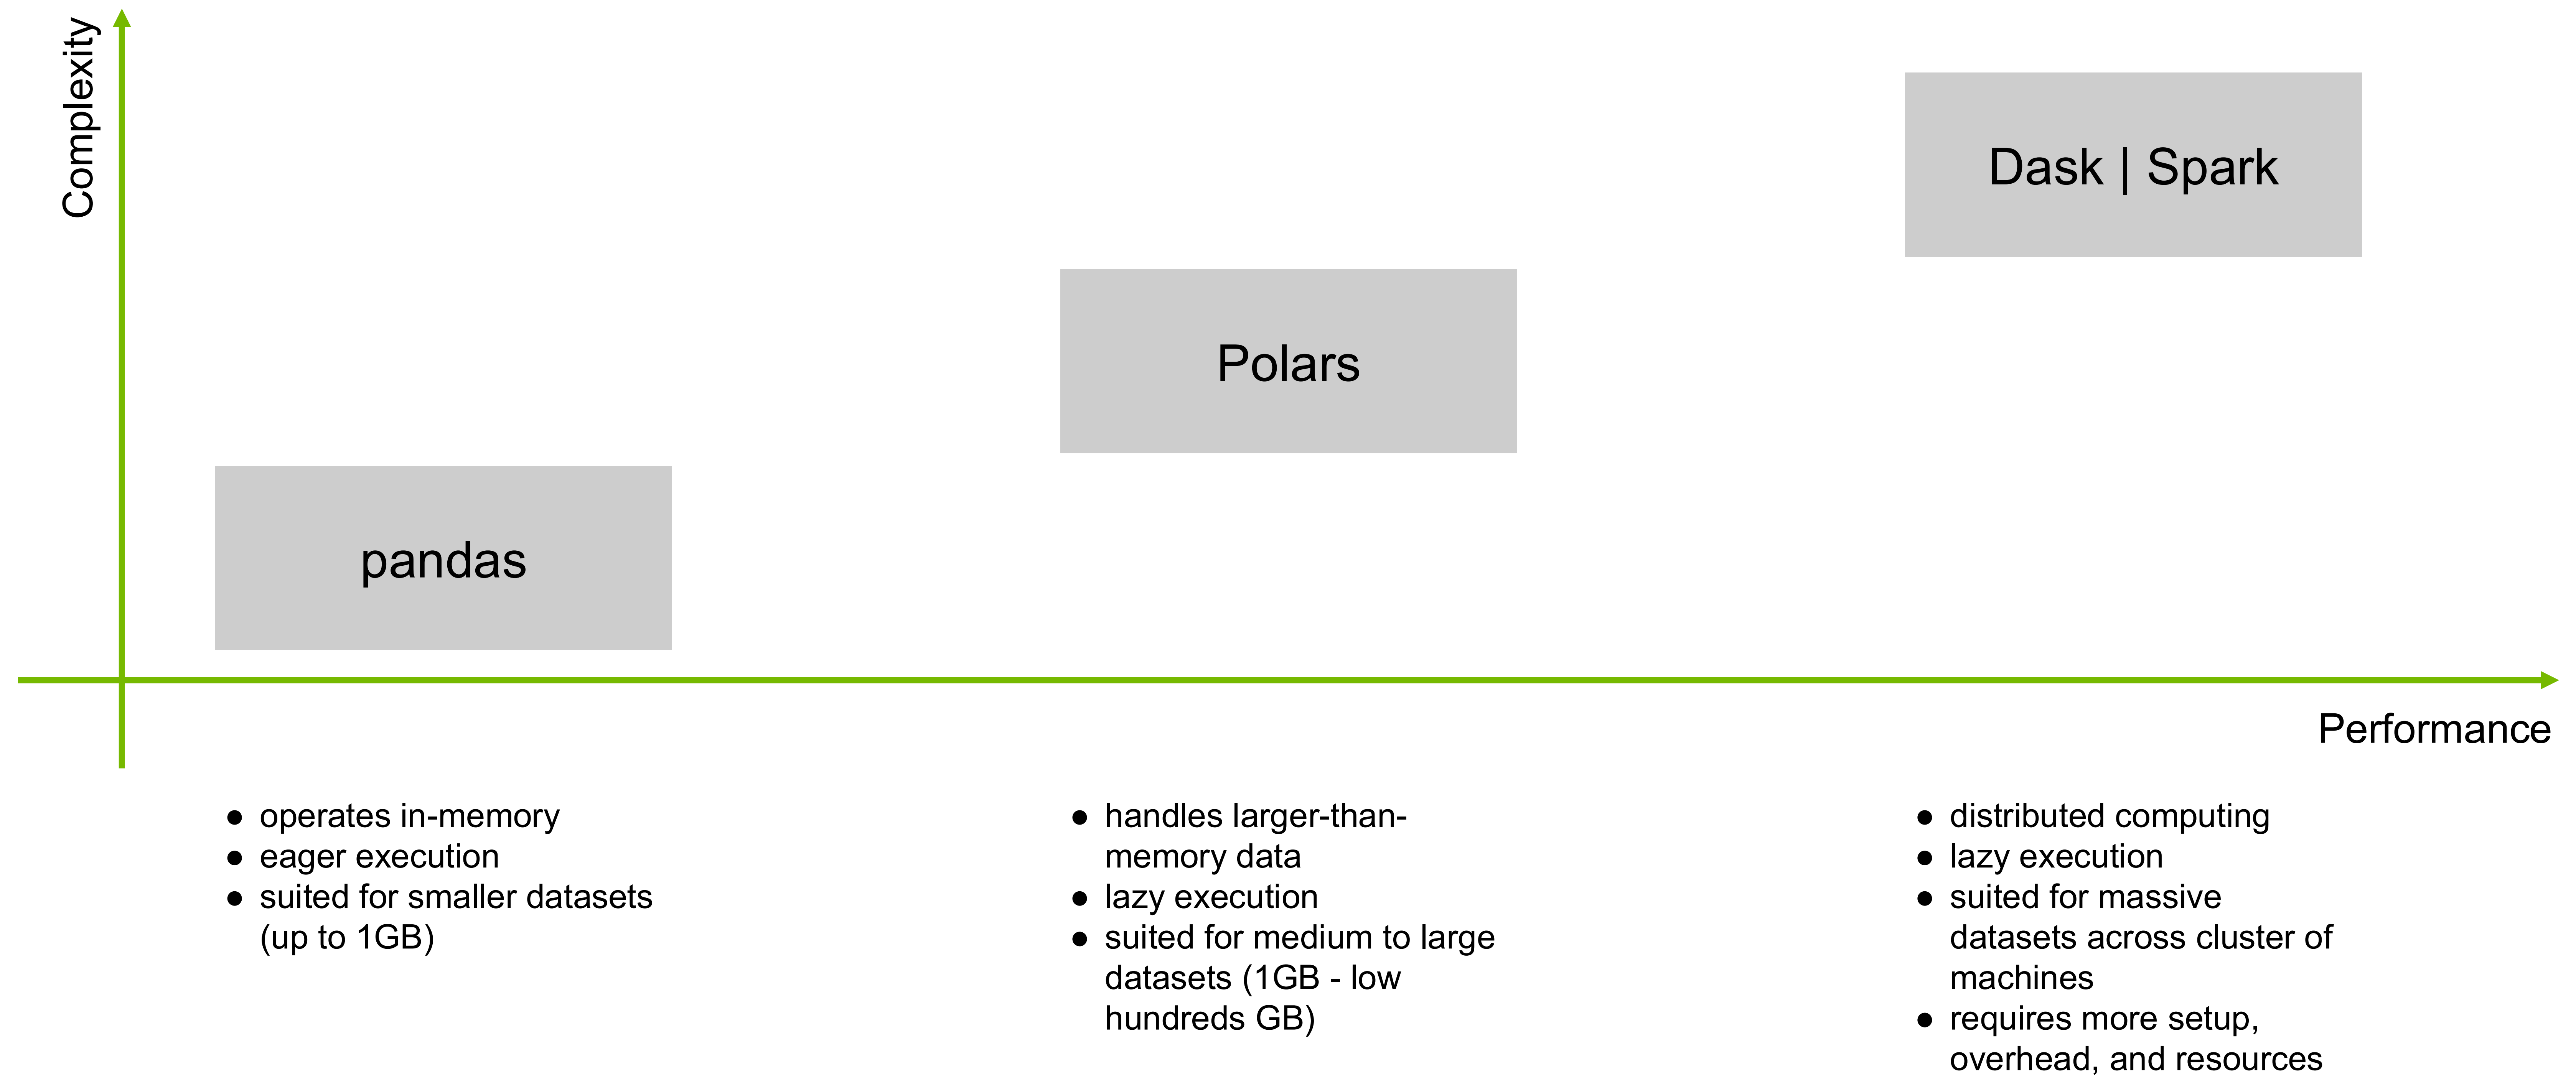 Complexity
Dask | Spark
Polars
pandas
Performance
● operates in-memory
● eager execution
● suited for smaller datasets
(up to 1GB)
● handles larger-than-
memory data
● lazy execution
● suited for medium to large
datasets (1GB - low
hundreds GB)
● distributed computing
● lazy execution
● suited for massive
datasets across cluster of
machines
● requires more setup,
overhead, and resources